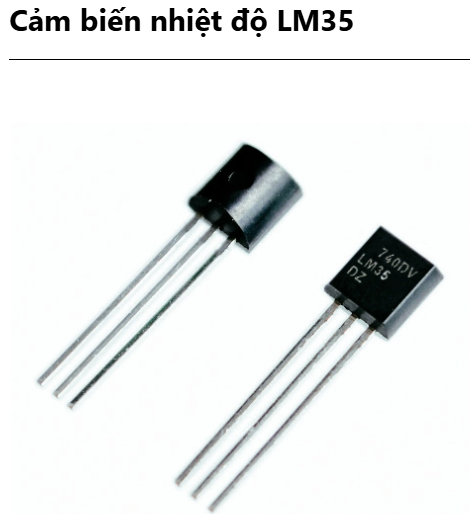 Cảm biến nhiệt độ LM35
740DV
LM35
DZ